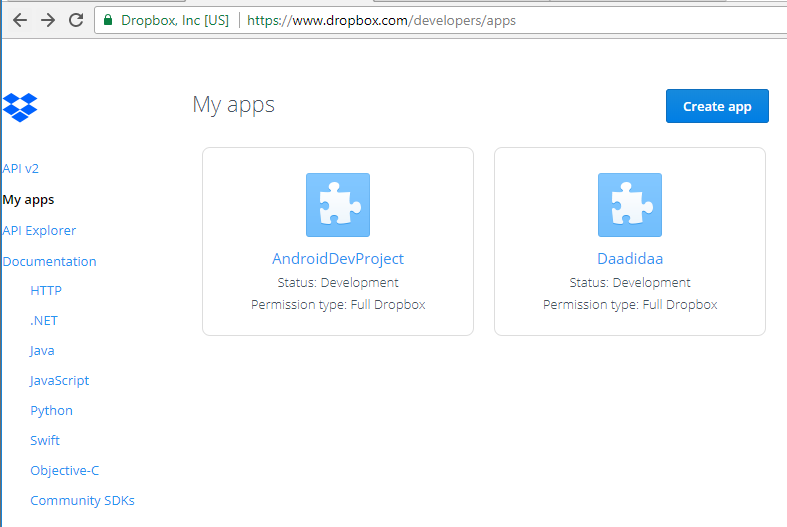 Dropbox, Inc [US] https://www.dropbox.com/developers/apps
My apps
Create app
API v2
My apps
API Explorer
Documentation
HTTP
.NET
Java
JavaScript
Python
Swift
Objective-C
Community SDKs
AndroidDevProject
Status: Development
Permission type: Full Dropbox
Daadidaa
Status: Development
Permission type: Full Dropbox